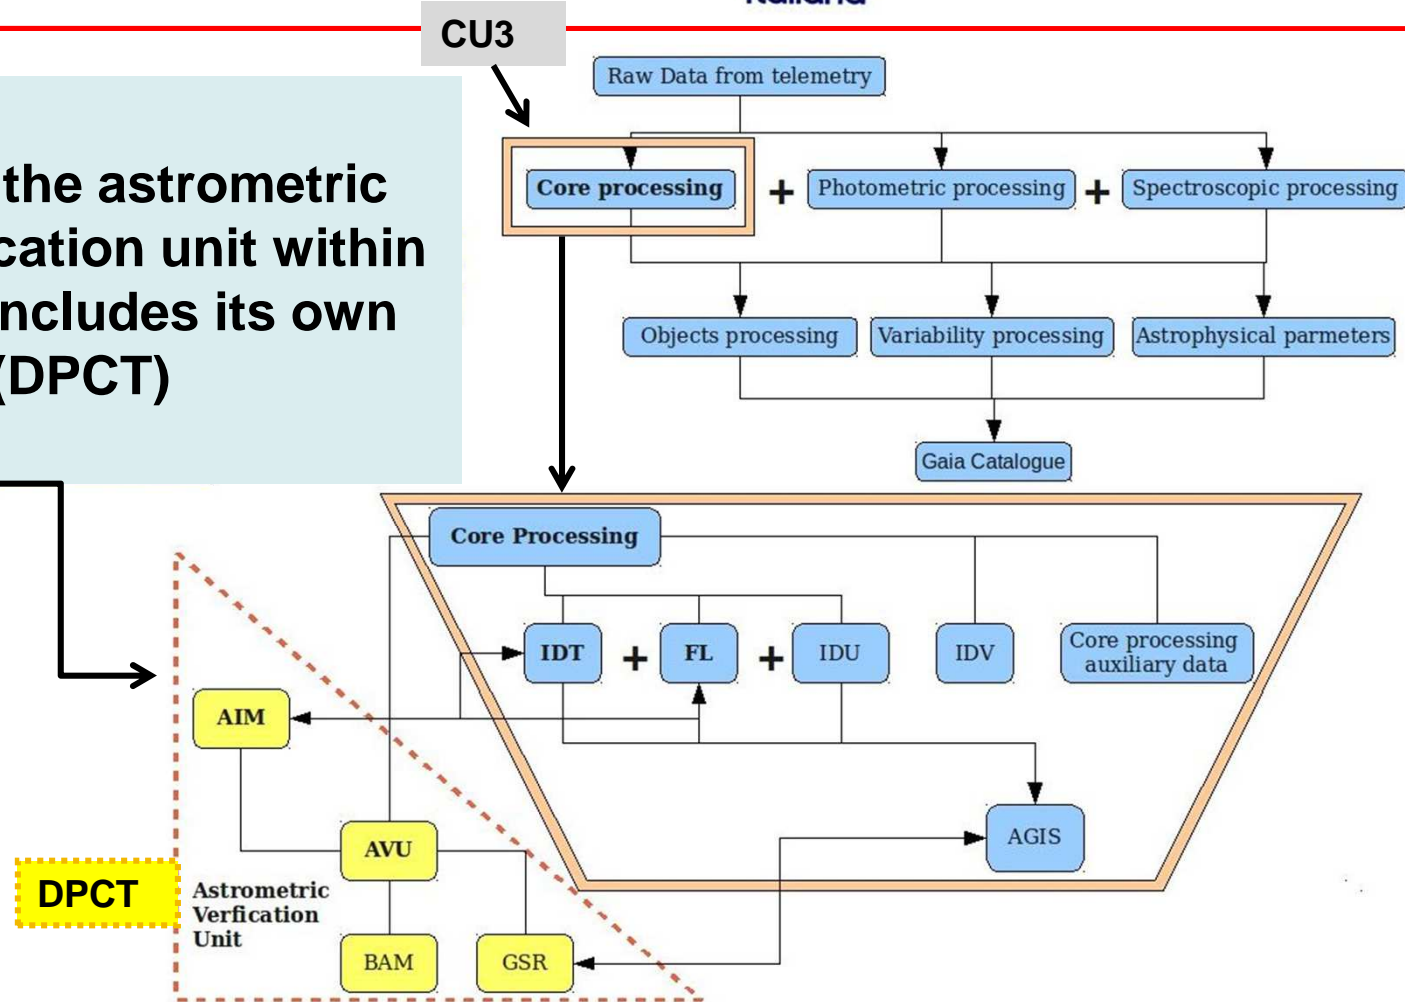 CU3
Raw Data from telemetry
the astrometric
cation unit within
ncludes its own
(DPCT)
Core processing + Photometric processing + Spectroscopic processing
Objects processing
Variability processing
Astrophysical parmeters
Gaia Catalogue
Core Processing
IDT + FL + IDU
IDV
Core processing
auxiliary data
AIM
AVU
AGIS
DPCT
Astrometric
Verfication
Unit
BAM
GSR